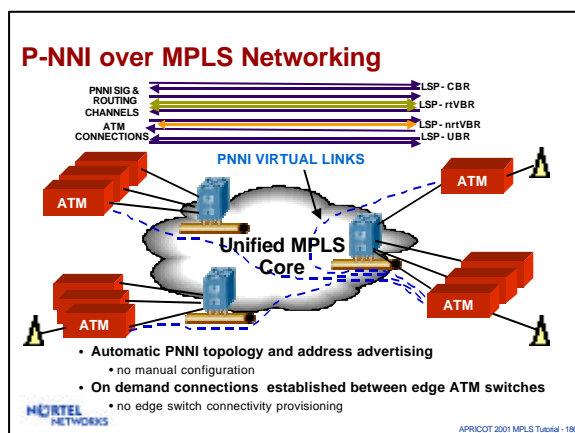 P-NNI over MPLS Networking
PNNI SIG &
ROUTING
CHANNELS
ATM
CONNECTIONS
LSP - CBR
LSP - rtVBR
LSP - nrtVBR
LSP - UBR
PNNI VIRTUAL LINKS
ATM
ATM
Unified MPLS
Core
ATM
ATM
• Automatic PNNI topology and address advertising
• no manual configuration
• On demand connections established between edge ATM switches
• no edge switch connectivity provisioning
NORTEL
NETWORKS
APRICOT 2001 MPLS Tutorial - 186